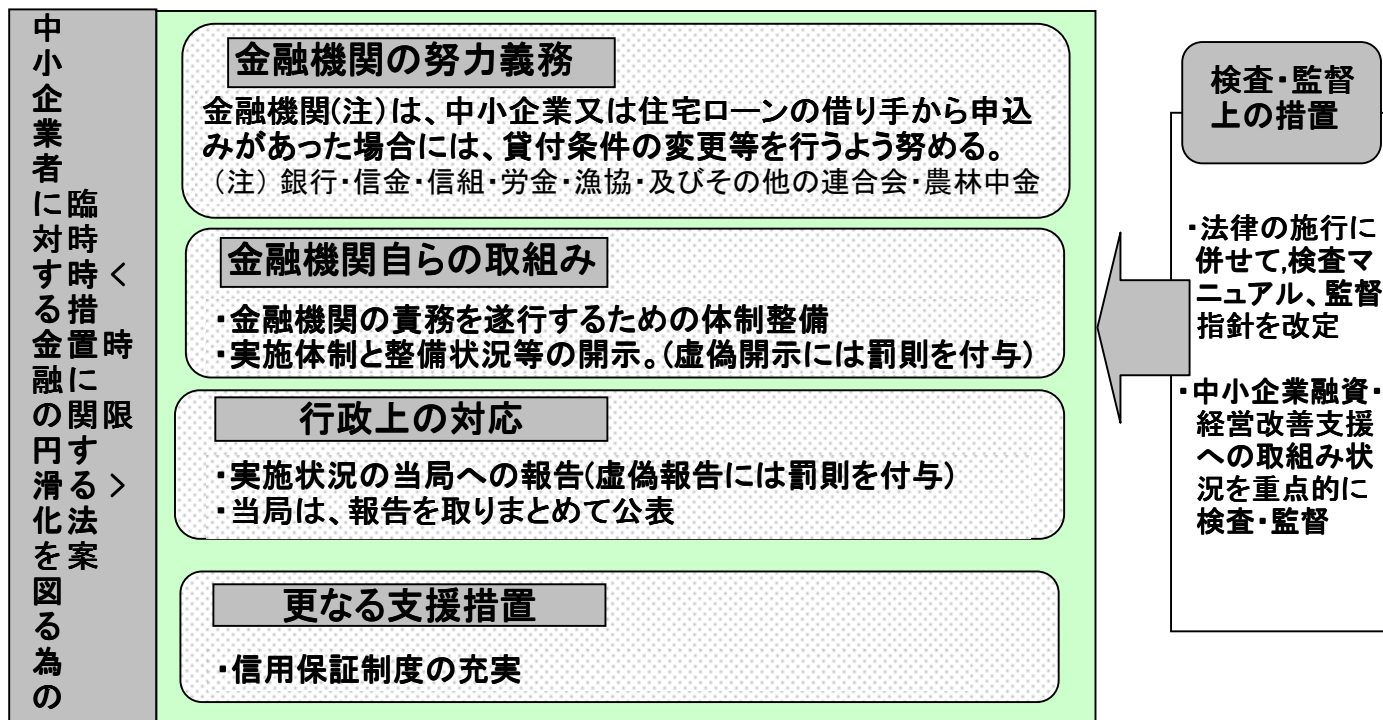 中小企業者に対する金融の円滑化を図る為の
臨時時措置に関する法案
<時限>
金融機関の努力義務
金融機関(注)は、中小企業又は住宅ローンの借り手から申込
みがあった場合には、貸付条件の変更等を行うよう努める。
(注) 銀行・信金・信組・労金・漁協・及びその他の連合会・農林中金
金融機関自らの取組み
・金融機関の責務を遂行するための体制整備
・実施体制と整備状況等の開示。(虚偽開示には罰則を付与)
行政上の対応
・実施状況の当局への報告(虚偽報告には罰則を付与)
・当局は、報告を取りまとめて公表
更なる支援措置
・信用保証制度の充実
検査・監督
上の措置
・法律の施行に
併せて,検査マ
ニュアル、監督
指針を改定
・中小企業融資・
経営改善支援
への取組み状
況を重点的に
検査・監督